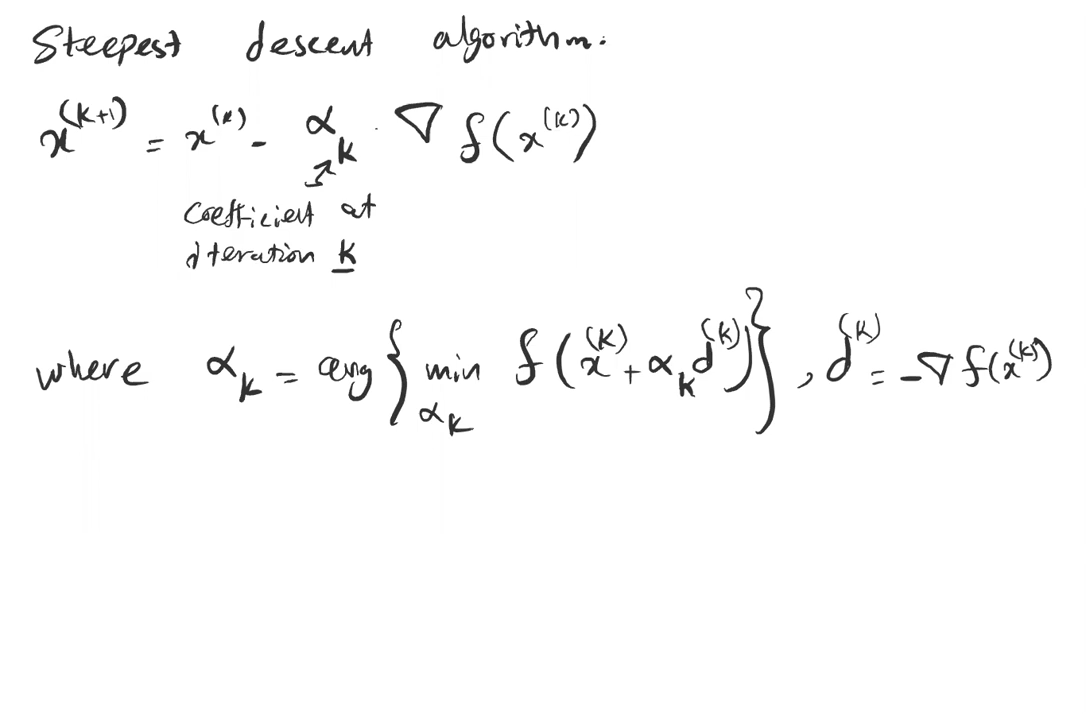 Steepest descent algorithm.
x^(k+1) = x^(k) - α_k · ∇ f(x^(k))
coefficient at
iteration k
where α_k = arg { min_{α_k} f(x^(k) + α_k d^(k)) }, d^(k) = -∇ f(x^(k))